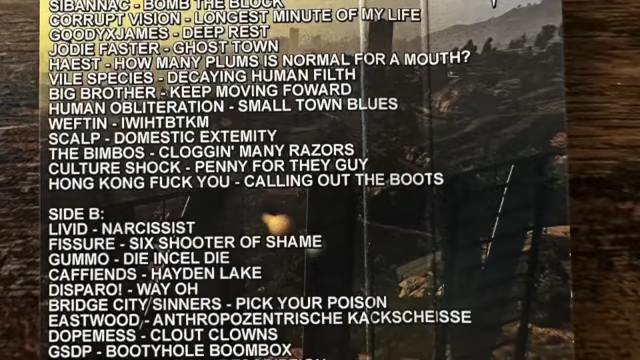 SIBANNAC - BOMB THE BLOCK
CORRUPT VISION - LONGEST MINUTE OF MY LIFE
GOODYXJAMES - DEEP REST
JODIE FASTER - GHOST TOWN
HAEST - HOW MANY PLUMS IS NORMAL FOR A MOUTH?
VILE SPECIES - DECAYING HUMAN FILTH
BIG BROTHER - KEEP MOVING FOWARD
HUMAN OBLITERATION - SMALL TOWN BLUES
WEFTIN - IWIHTBTKM
SCALP - DOMESTIC EXTEMITY
THE BIMBOS - CLOGGIN' MANY RAZORS
CULTURE SHOCK - PENNY FOR THEY GUY
HONG KONG FUCK YOU - CALLING OUT THE BOOTS
SIDE B:
LIVID - NARCISSIST
FISSURE - SIX SHOOTER OF SHAME
GUMMO - DIE INCEL DIE
CAFFIENDS - HAYDEN LAKE
DISPARO! - WAY OH
BRIDGE CITY SINNERS - PICK YOUR POISON
EASTWOOD - ANTHROPOZENTRISCHE KACKSCHEISSE
DOPEMESS - CLOUT CLOWNS
GSDP - BOOTYHOLE BOOMBOX